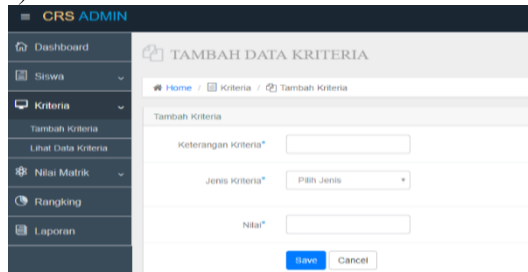 CRS ADMIN
Dashboard
Siswa
Kriteria
Tambah Kriteria
Lihat Data Kriteria
Nilai Matrik
Rangking
Laporan
TAMBAH DATA KRITERIA
Home / Kriteria / Tambah Kriteria
Tambah Kriteria
Keterangan Kriteria*
Jenis Kriteria*
Pilih Jenis
Nilai*
Save Cancel